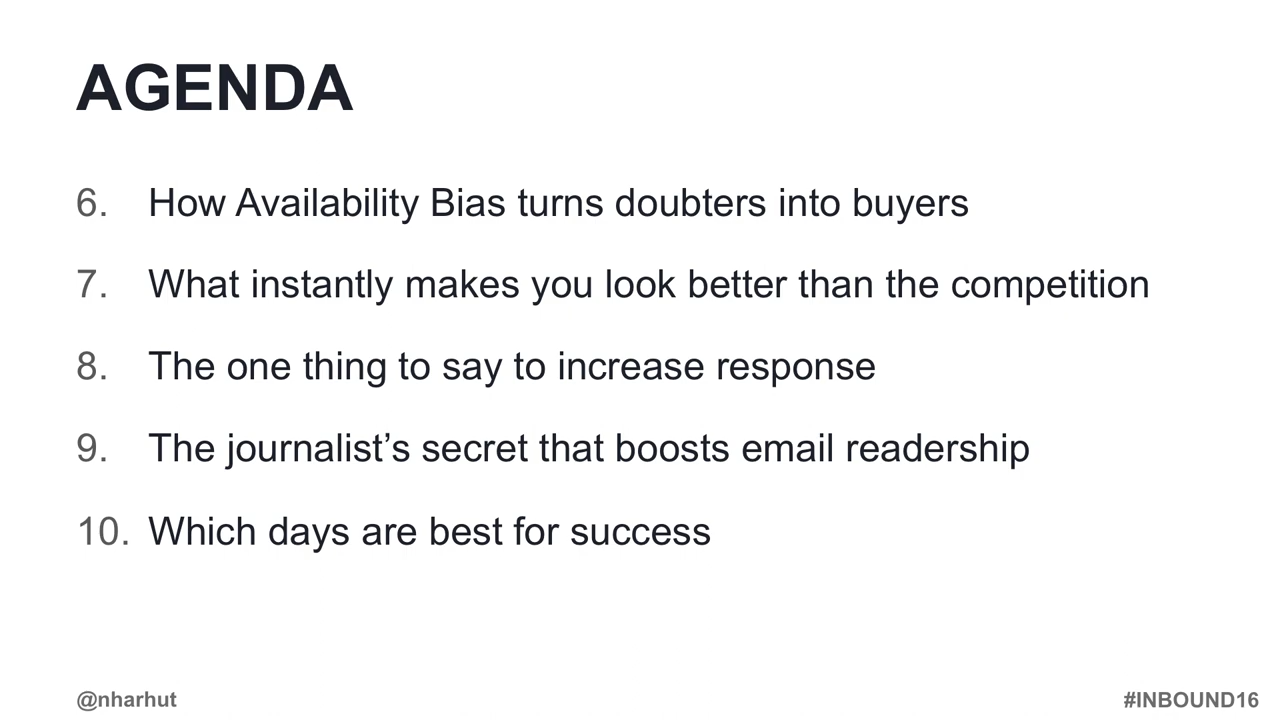 AGENDA
6. How Availability Bias turns doubters into buyers
7. What instantly makes you look better than the competition
8. The one thing to say to increase response
9. The journalist’s secret that boosts email readership
10. Which days are best for success
@nharhut
#INBOUND16